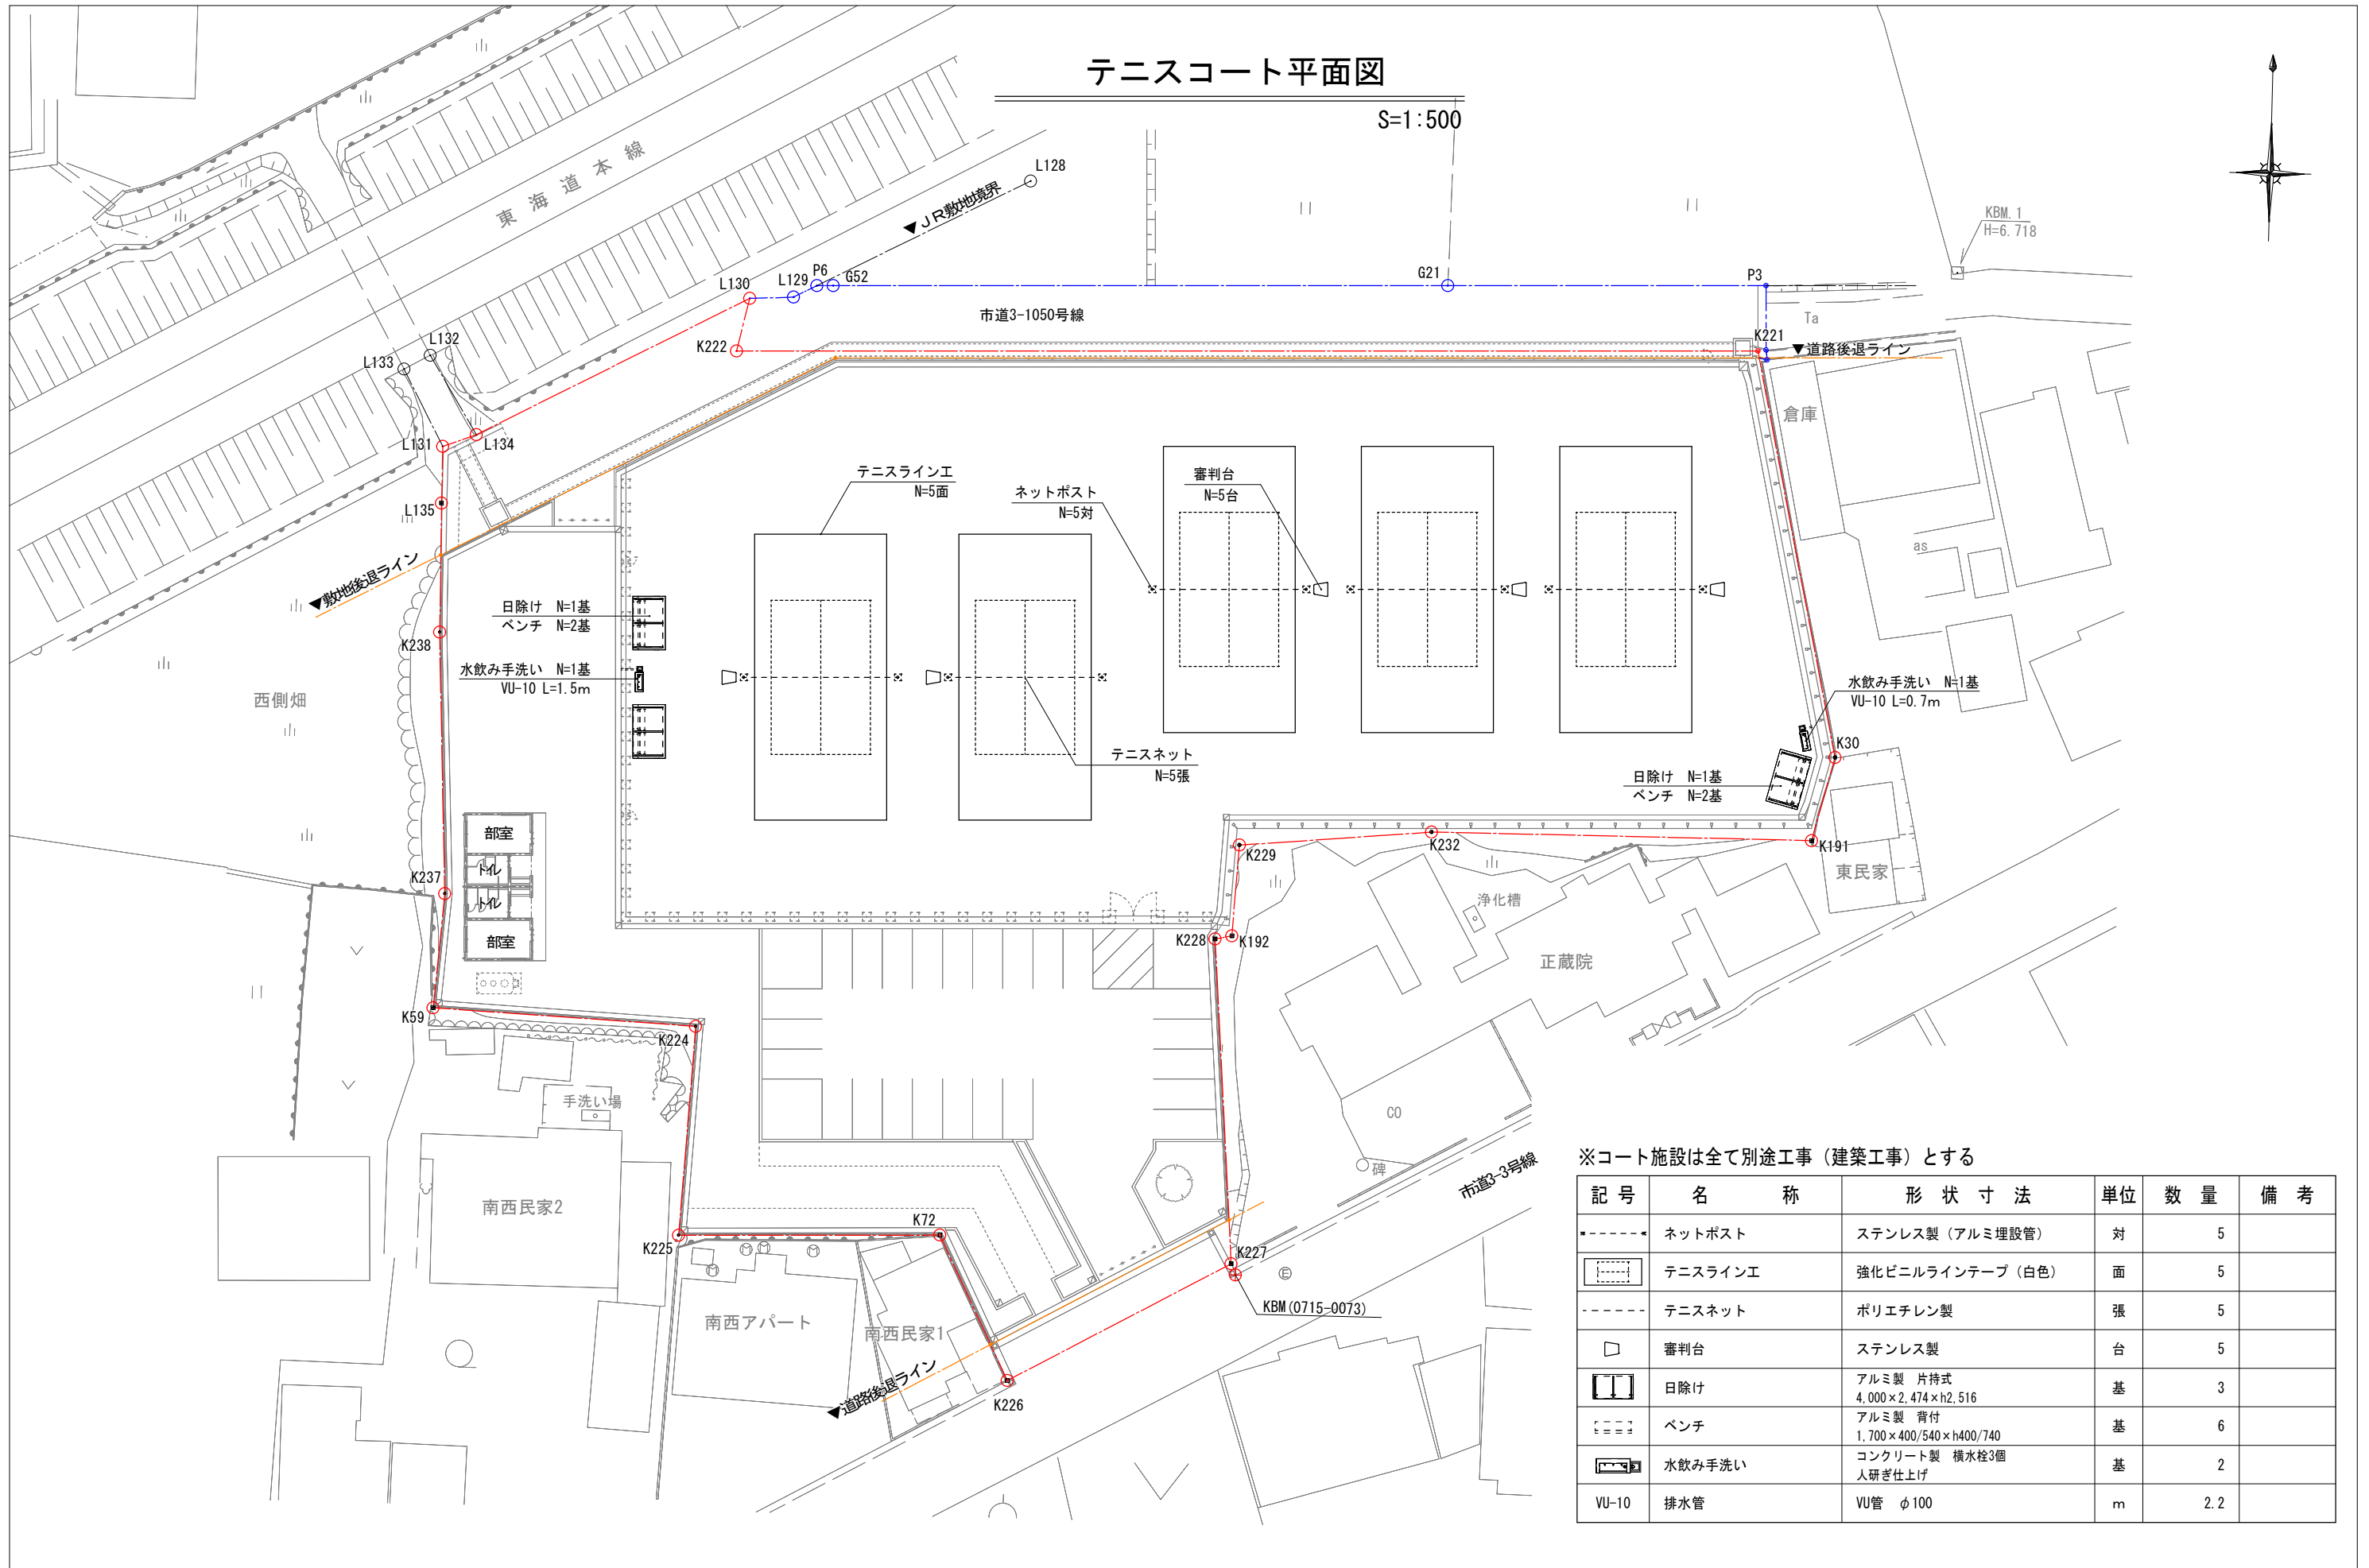 テニスコート平面図
S=1:500
東海道本線
L128
▼JR敷地境界
KBM.1
H=6.718
P6
L129
G52
L130
G21
P3
市道3-1050号線
Ta
K222
K221
▼道路後退ライン
L132
L133
倉庫
L131
L134
テニスライン工
N=5面
ネットポスト
N=5対
審判台
N=5台
L135
as
▼敷地後退ライン
日除け N=1基
ベンチ N=2基
K238
水飲み手洗い N=1基
VU-10 L=1.5m
西側畑
水飲み手洗い N=1基
VU-10 L=0.7m
テニスネット
N=5張
K30
日除け N=1基
ベンチ N=2基
部室
トイレ
トイレ
部室
K237
K229
K232
K191
東民家
浄化槽
K228
K192
正蔵院
K59
K224
手洗い場
CO
碑
市道3-3号線
南西民家2
K225
K72
K227
E
KBM(0715-0073)
南西アパート
南西民家1
▼道路後退ライン
K226
※コート施設は全て別途工事（建築工事）とする
記号 名称 形状寸法 単位 数量 備考
ネットポスト ステンレス製（アルミ埋設管） 対 5
テニスライン工 強化ビニルラインテープ（白色） 面 5
テニスネット ポリエチレン製 張 5
審判台 ステンレス製 台 5
日除け アルミ製 片持式 基 3
4,000×2,474×h2,516
ベンチ アルミ製 背付 基 6
1,700×400/540×h400/740
水飲み手洗い コンクリート製 横水栓3個 基 2
人研ぎ仕上げ
VU-10 排水管 VU管 φ100 m 2.2